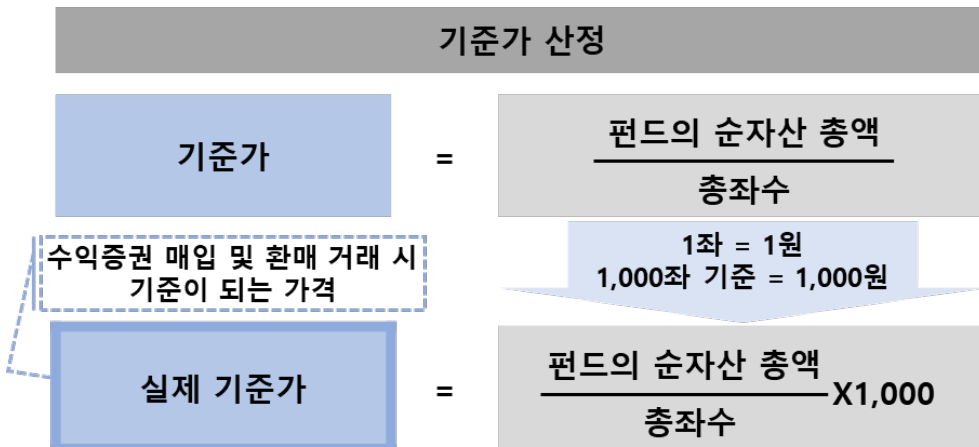 기준가 산정
기준가
=
펀드의 순자산 총액
총좌수
수익증권 매입 및 환매 거래 시
기준이 되는 가격
1좌 = 1원
1,000좌 기준 = 1,000원
실제 기준가
=
펀드의 순자산 총액
총좌수
X1,000